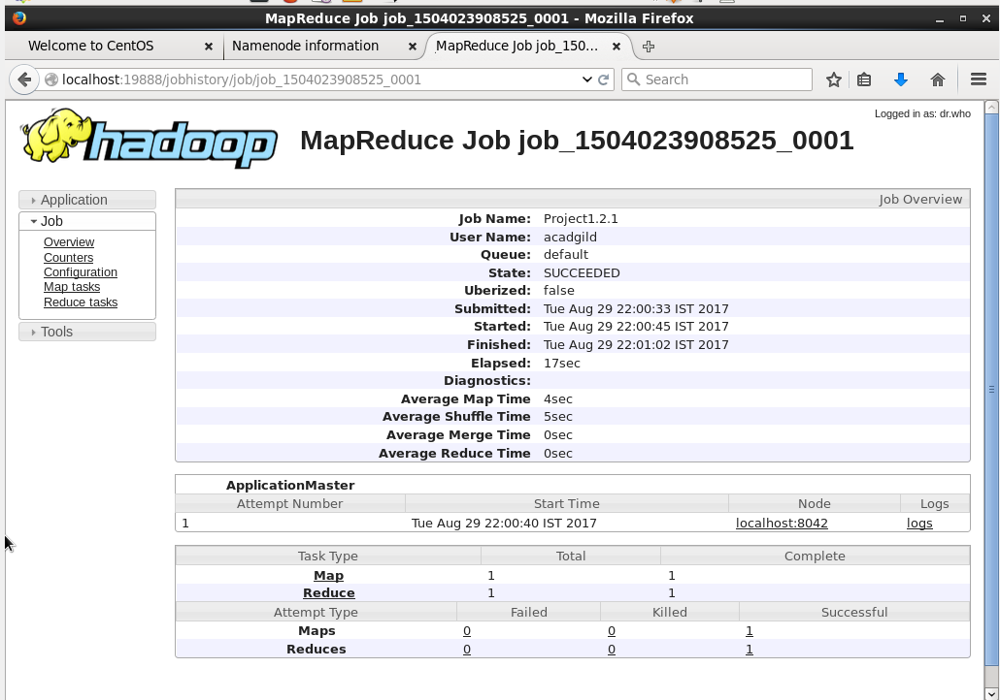 MapReduce Job job_1504023908525_0001 - Mozilla Firefox
Welcome to CentOS Namenode information MapReduce Job job_150...
localhost:19888/jobhistory/job/job_1504023908525_0001 Search
Logged in as: dr.who
hadoop
MapReduce Job job_1504023908525_0001
Application
Job
Overview
Counters
Configuration
Map tasks
Reduce tasks
Tools
Job Overview
Job Name: Project1.2.1
User Name: acadgild
Queue: default
State: SUCCEEDED
Uberized: false
Submitted: Tue Aug 29 22:00:33 IST 2017
Started: Tue Aug 29 22:00:45 IST 2017
Finished: Tue Aug 29 22:01:02 IST 2017
Elapsed: 17sec
Diagnostics:
Average Map Time 4sec
Average Shuffle Time 5sec
Average Merge Time 0sec
Average Reduce Time 0sec
ApplicationMaster
Attempt Number Start Time Node Logs
1 Tue Aug 29 22:00:40 IST 2017 localhost:8042 logs
Task Type Total Complete
Map 1 1
Reduce 1 1
Attempt Type Failed Killed Successful
Maps 0 0 1
Reduces 0 0 1